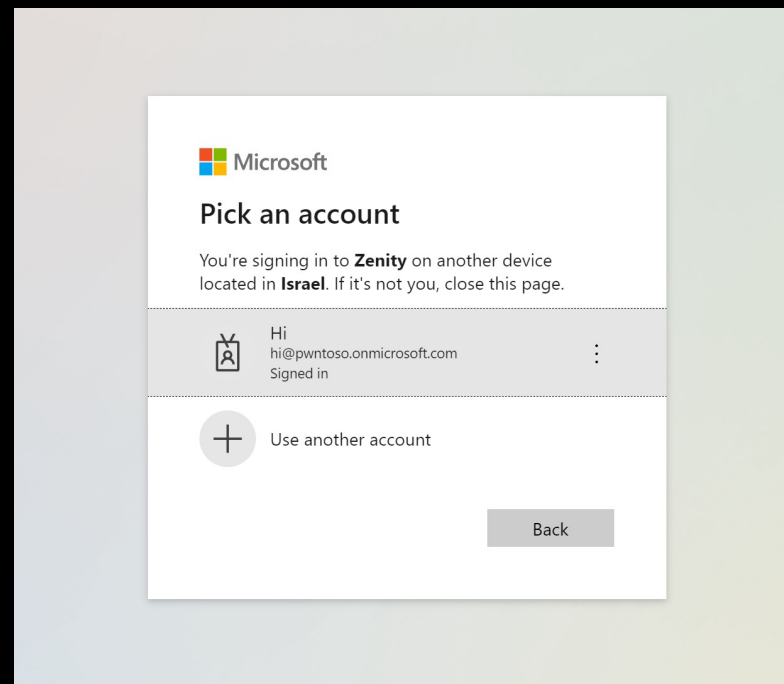 Microsoft
Pick an account
You're signing in to Zenity on another device
located in Israel. If it's not you, close this page.
Hi
hi@pwntoso.onmicrosoft.com
Signed in
Use another account
Back